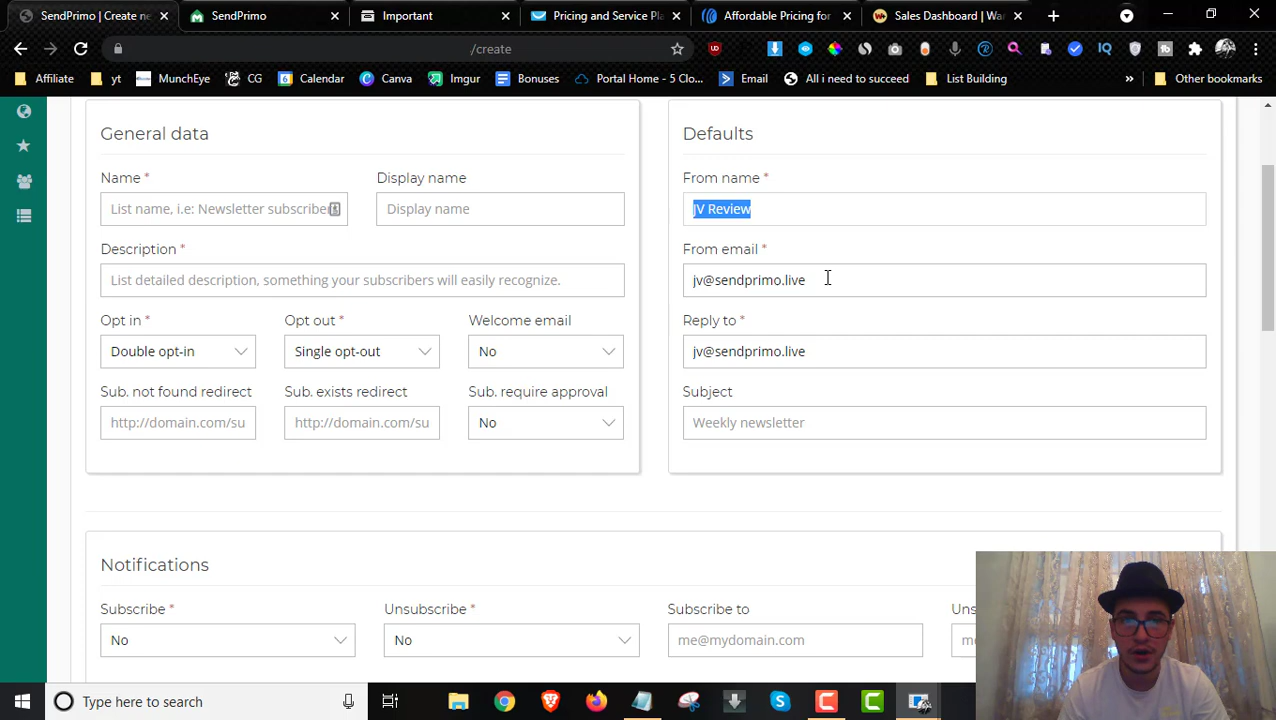 SendPrimo | Create ne
SendPrimo
Important
Pricing and Service Pla
Affordable Pricing for
Sales Dashboard | War
/create
Affiliate
yt
MunchEye
CG
Calendar
Canva
Imgur
Bonuses
Portal Home - 5 Clo...
Email
All i need to succeed
List Building
»
Other bookmarks
General data
Name *
Display name
List name, i.e: Newsletter subscribe
Display name
Description *
List detailed description, something your subscribers will easily recognize.
Opt in *
Opt out *
Welcome email
Double opt-in
Single opt-out
No
Sub. not found redirect
Sub. exists redirect
Sub. require approval
http://domain.com/su
http://domain.com/su
No
Defaults
From name *
JV Review
From email *
jv@sendprimo.live
Reply to *
jv@sendprimo.live
Subject
Weekly newsletter
Notifications
Subscribe *
Unsubscribe *
Subscribe to
Uns
No
No
me@mydomain.com
me
Type here to search